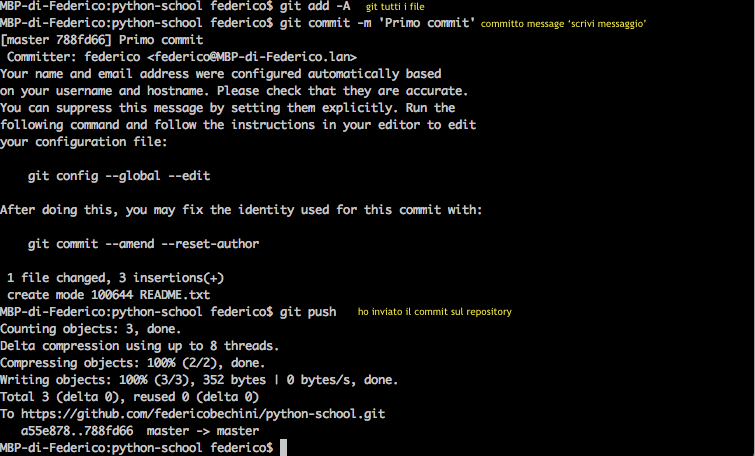 MBP-di-Federico:python-school federico$ git add -A git tutti i file
MBP-di-Federico:python-school federico$ git commit -m 'Primo commit' committo message ‘scrivi messaggio’
[master 788fd66] Primo commit
 Committer: federico <federico@MBP-di-Federico.lan>
Your name and email address were configured automatically based
on your username and hostname. Please check that they are accurate.
You can suppress this message by setting them explicitly. Run the
following command and follow the instructions in your editor to edit
your configuration file:
    git config --global --edit
After doing this, you may fix the identity used for this commit with:
    git commit --amend --reset-author
 1 file changed, 3 insertions(+)
 create mode 100644 README.txt
MBP-di-Federico:python-school federico$ git push ho inviato il commit sul repository
Counting objects: 3, done.
Delta compression using up to 8 threads.
Compressing objects: 100% (2/2), done.
Writing objects: 100% (3/3), 352 bytes | 0 bytes/s, done.
Total 3 (delta 0), reused 0 (delta 0)
To https://github.com/federicobechini/python-school.git
   a55e878..788fd66  master -> master
MBP-di-Federico:python-school federico$